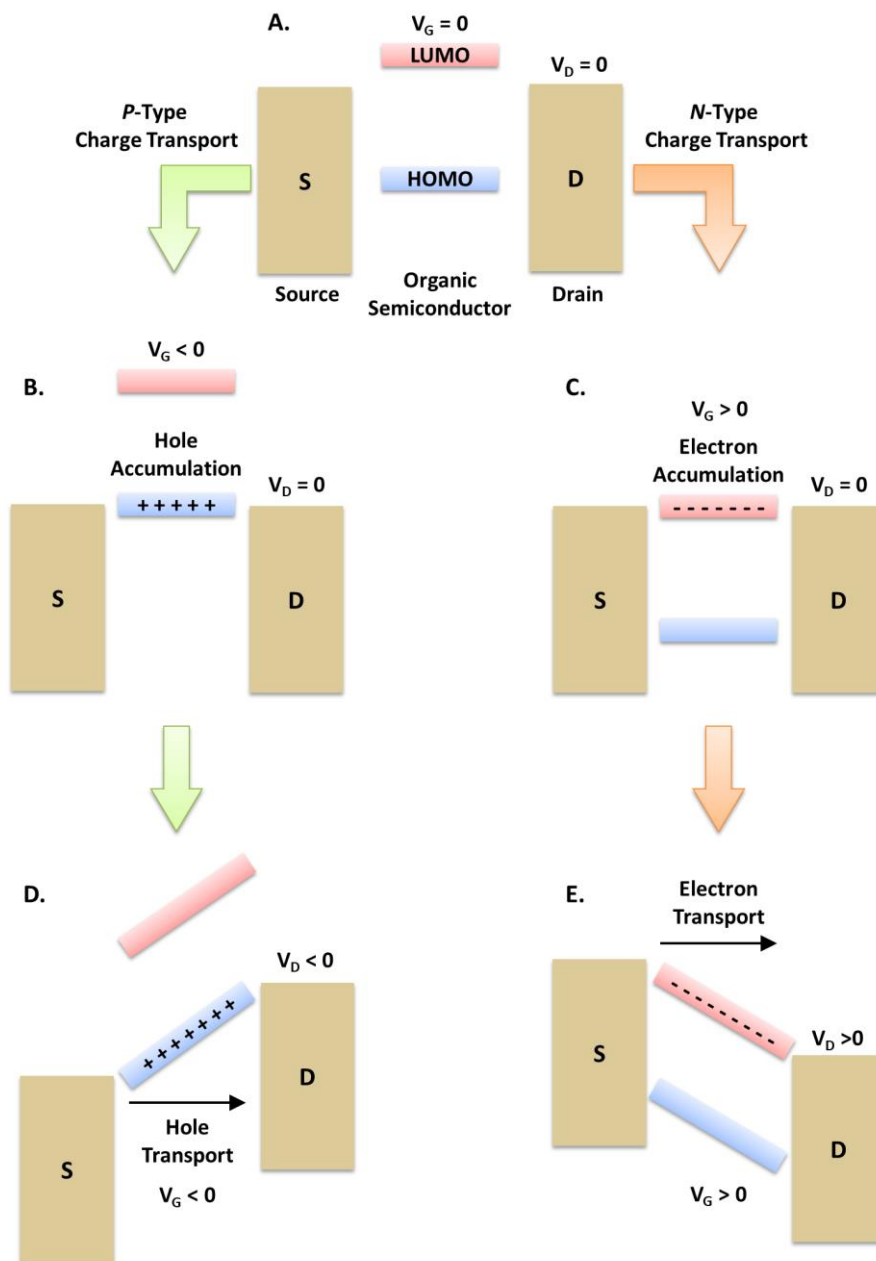 A.
V_G = 0
LUMO
V_D = 0
P-Type
Charge Transport
N-Type
Charge Transport
S
HOMO
D
Source
Organic
Semiconductor
Drain
B.
V_G < 0
Hole
Accumulation
+ + + + +
V_D = 0
S
D
C.
V_G > 0
Electron
Accumulation
- - - - - - -
V_D = 0
S
D
D.
V_D < 0
+ + + + + + +
S
D
Hole
Transport
V_G < 0
E.
Electron
Transport
- - - - - - - - -
S
V_D >0
D
V_G > 0